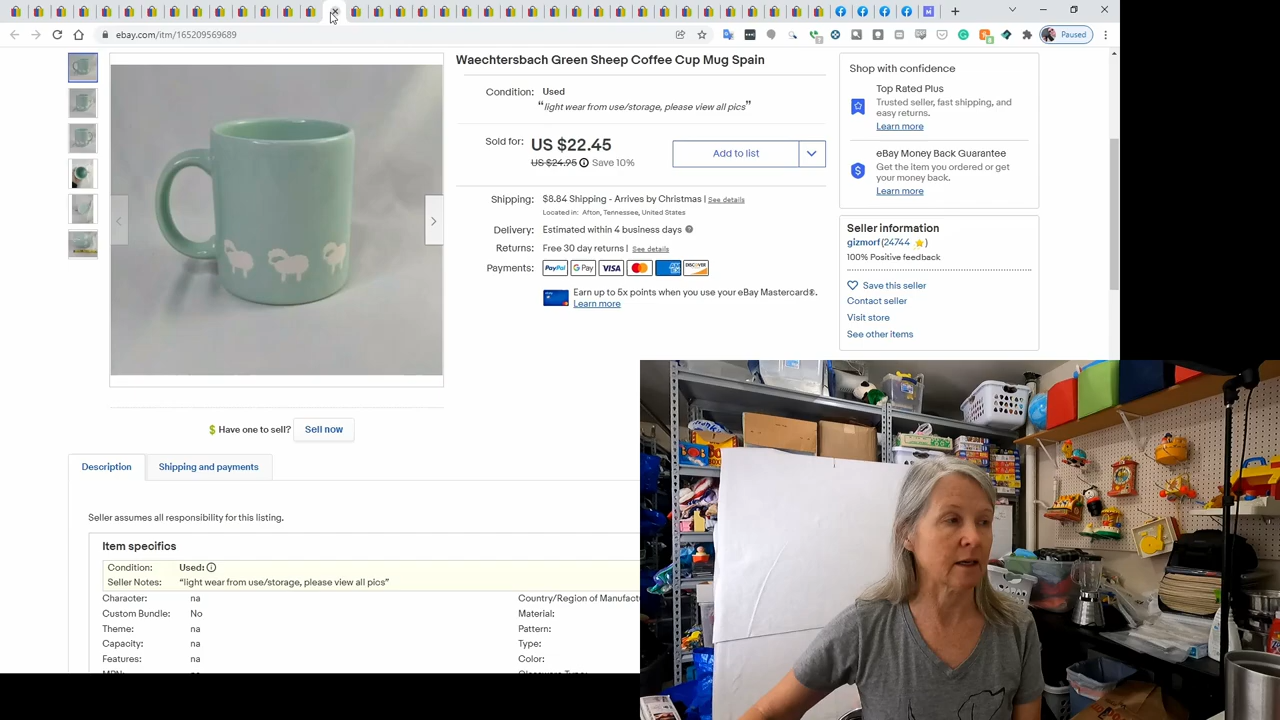 ebay.com/itm/165209569689
Paused
Waechtersbach Green Sheep Coffee Cup Mug Spain
Condition: Used
"light wear from use/storage, please view all pics"
Sold for: US $22.45
US $24.95 Save 10%
Add to list
Shipping: $8.84 Shipping - Arrives by Christmas | See details
Located in: Afton, Tennessee, United States
Delivery: Estimated within 4 business days
Returns: Free 30 day returns | See details
Payments: PayPal G Pay VISA DISCOVER
Earn up to 5x points when you use your eBay Mastercard®.
Learn more
Shop with confidence
Top Rated Plus
Trusted seller, fast shipping, and
easy returns.
Learn more
eBay Money Back Guarantee
Get the item you ordered or get
your money back.
Learn more
Seller information
gizmorf (24744 )
100% Positive feedback
Save this seller
Contact seller
Visit store
See other items
$ Have one to sell? Sell now
Description
Shipping and payments
Seller assumes all responsibility for this listing.
Item specifics
Condition: Used:
Seller Notes: “light wear from use/storage, please view all pics”
Character: na Country/Region of Manufact
Custom Bundle: No Material:
Theme: na Pattern:
Capacity: na Type:
Features: na Color: